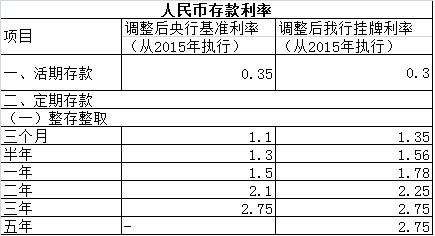 人民币存款利率
项目 调整后央行基准利率 调整后我行挂牌利率
（从2015年执行） （从2015年执行）
一、活期存款 0.35 0.3
二、定期存款
（一）整存整取
三个月 1.1 1.35
半年 1.3 1.56
一年 1.5 1.78
二年 2.1 2.25
三年 2.75 2.75
五年 - 2.75